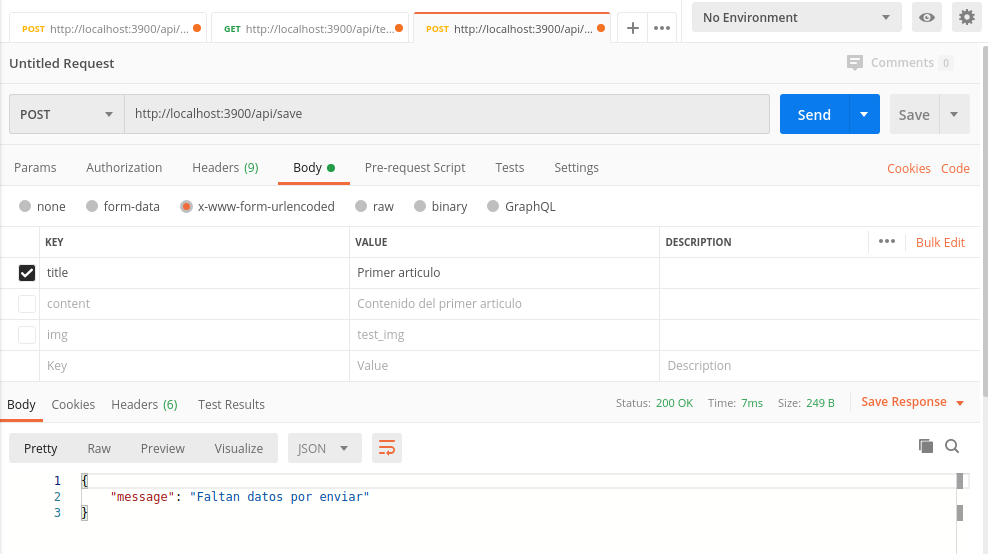 POST http://localhost:3900/api/... GET http://localhost:3900/api/te... POST http://localhost:3900/api/... No Environment
Untitled Request Comments 0
POST http://localhost:3900/api/save Send Save
Params Authorization Headers (9) Body Pre-request Script Tests Settings Cookies Code
none form-data x-www-form-urlencoded raw binary GraphQL
KEY VALUE DESCRIPTION Bulk Edit
title Primer articulo
content Contenido del primer articulo
img test_img
Key Value Description
Body Cookies Headers (6) Test Results Status: 200 OK Time: 7ms Size: 249 B Save Response
Pretty Raw Preview Visualize JSON
1 {
2 "message": "Faltan datos por enviar"
3 }